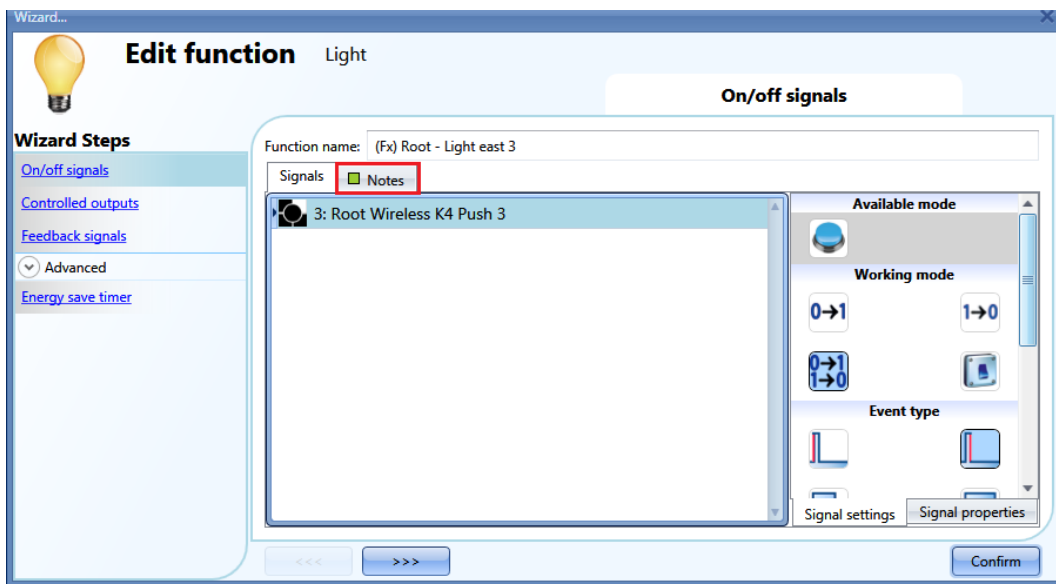 Wizard...
Edit function Light
On/off signals
Wizard Steps
On/off signals
Controlled outputs
Feedback signals
Advanced
Energy save timer
Function name: (Fx) Root - Light east 3
Signals Notes
3: Root Wireless K4 Push 3
Available mode
Working mode
0→1 1→0
0→1
1→0
Event type
Signal settings Signal properties
<<< >>> Confirm